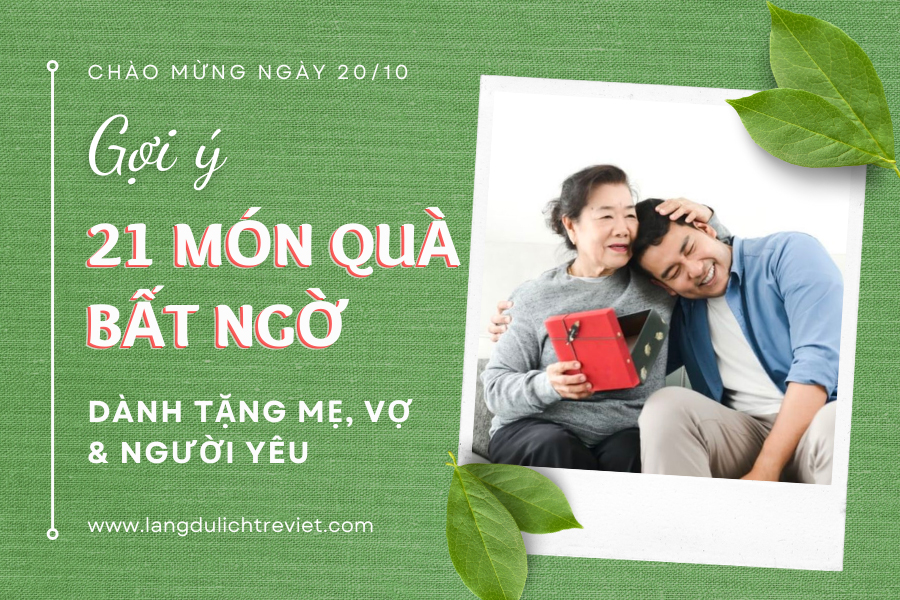 CHÀO MỪNG NGÀY 20/10
Gợi ý
21 MÓN QUÀ
BẤT NGỜ
DÀNH TẶNG MẸ, VỢ
& NGƯỜI YÊU
www.langdulichtreviet.com